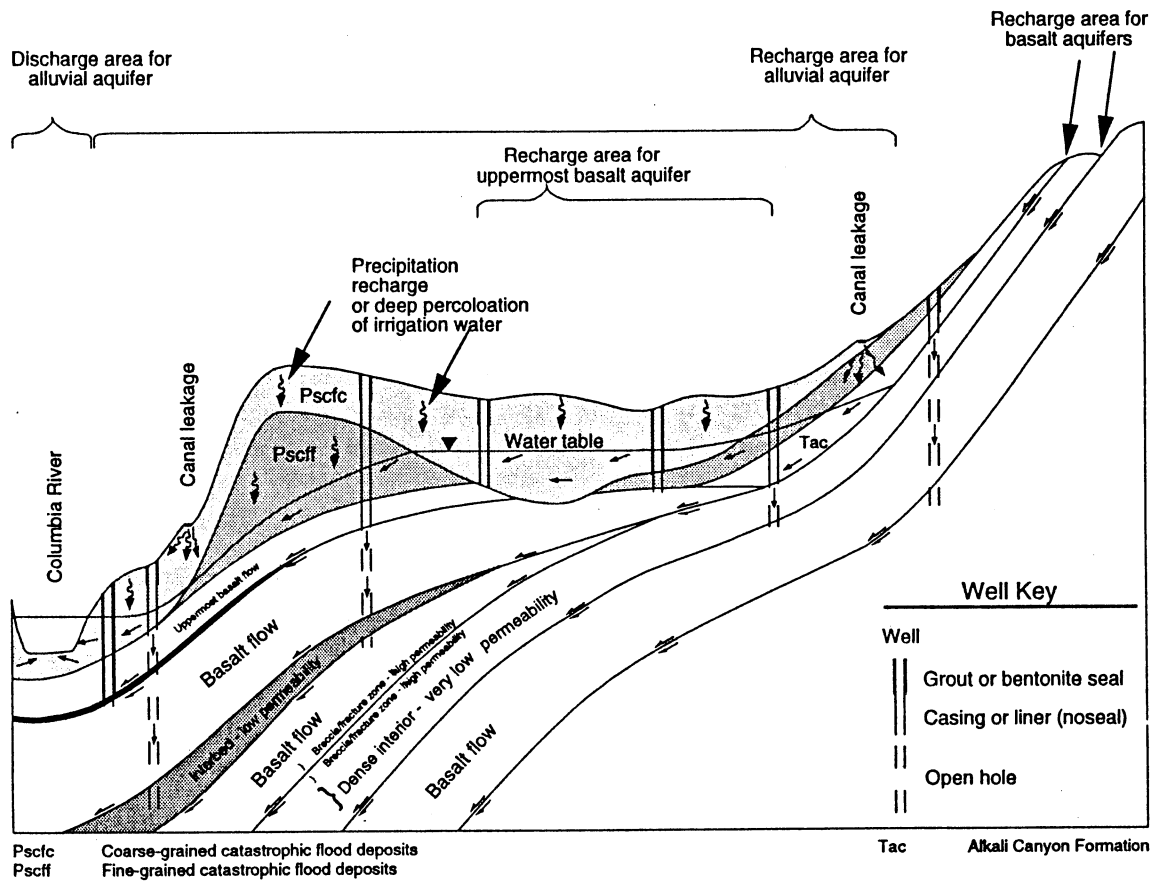 Recharge area for
basalt aquifers
Discharge area for
alluvial aquifer
Recharge area for
alluvial aquifer
Recharge area for
uppermost basalt aquifer
Canal leakage
Precipitation
recharge
or deep percoloation
of irrigation water
Canal leakage
Pscfc
Pscff
Water table
Tac
Columbia River
Uppermost basalt flow
Basalt flow
Interbed - low permeability
Basalt flow
Breccia/fracture zone - high permeability
Breccia/fracture zone - high permeability
Dense interior - very low permeability
Basalt flow
Well Key
Well
Grout or bentonite seal
Casing or liner (noseal)
Open hole
Pscfc Coarse-grained catastrophic flood deposits
Pscff Fine-grained catastrophic flood deposits
Tac Alkali Canyon Formation